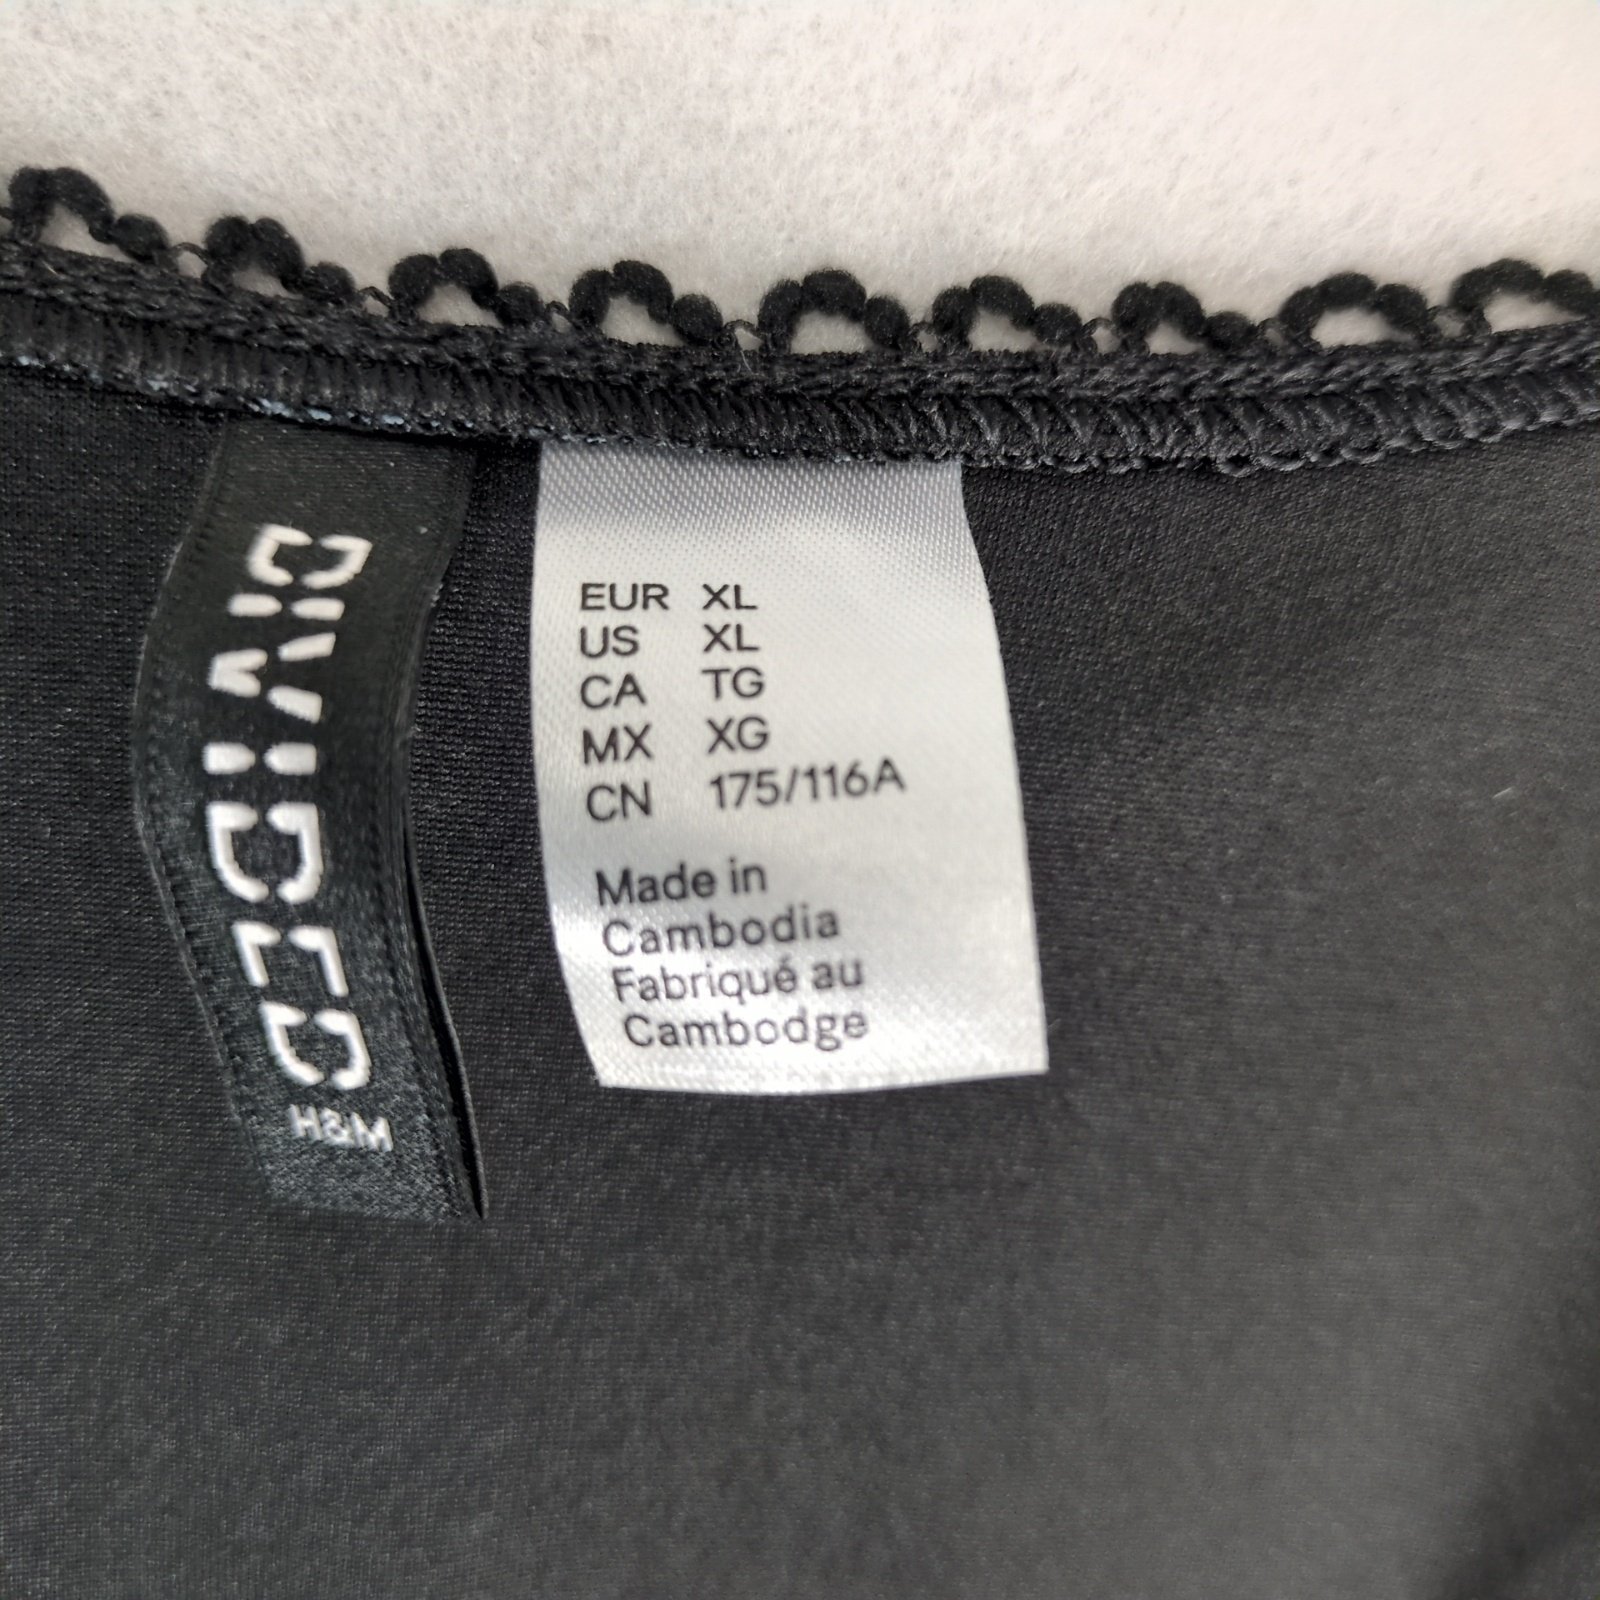 DIVIDED
H&M
EUR XL
US XL
CA TG
MX XG
CN 175/116A
Made in
Cambodia
Fabriqué au
Cambodge